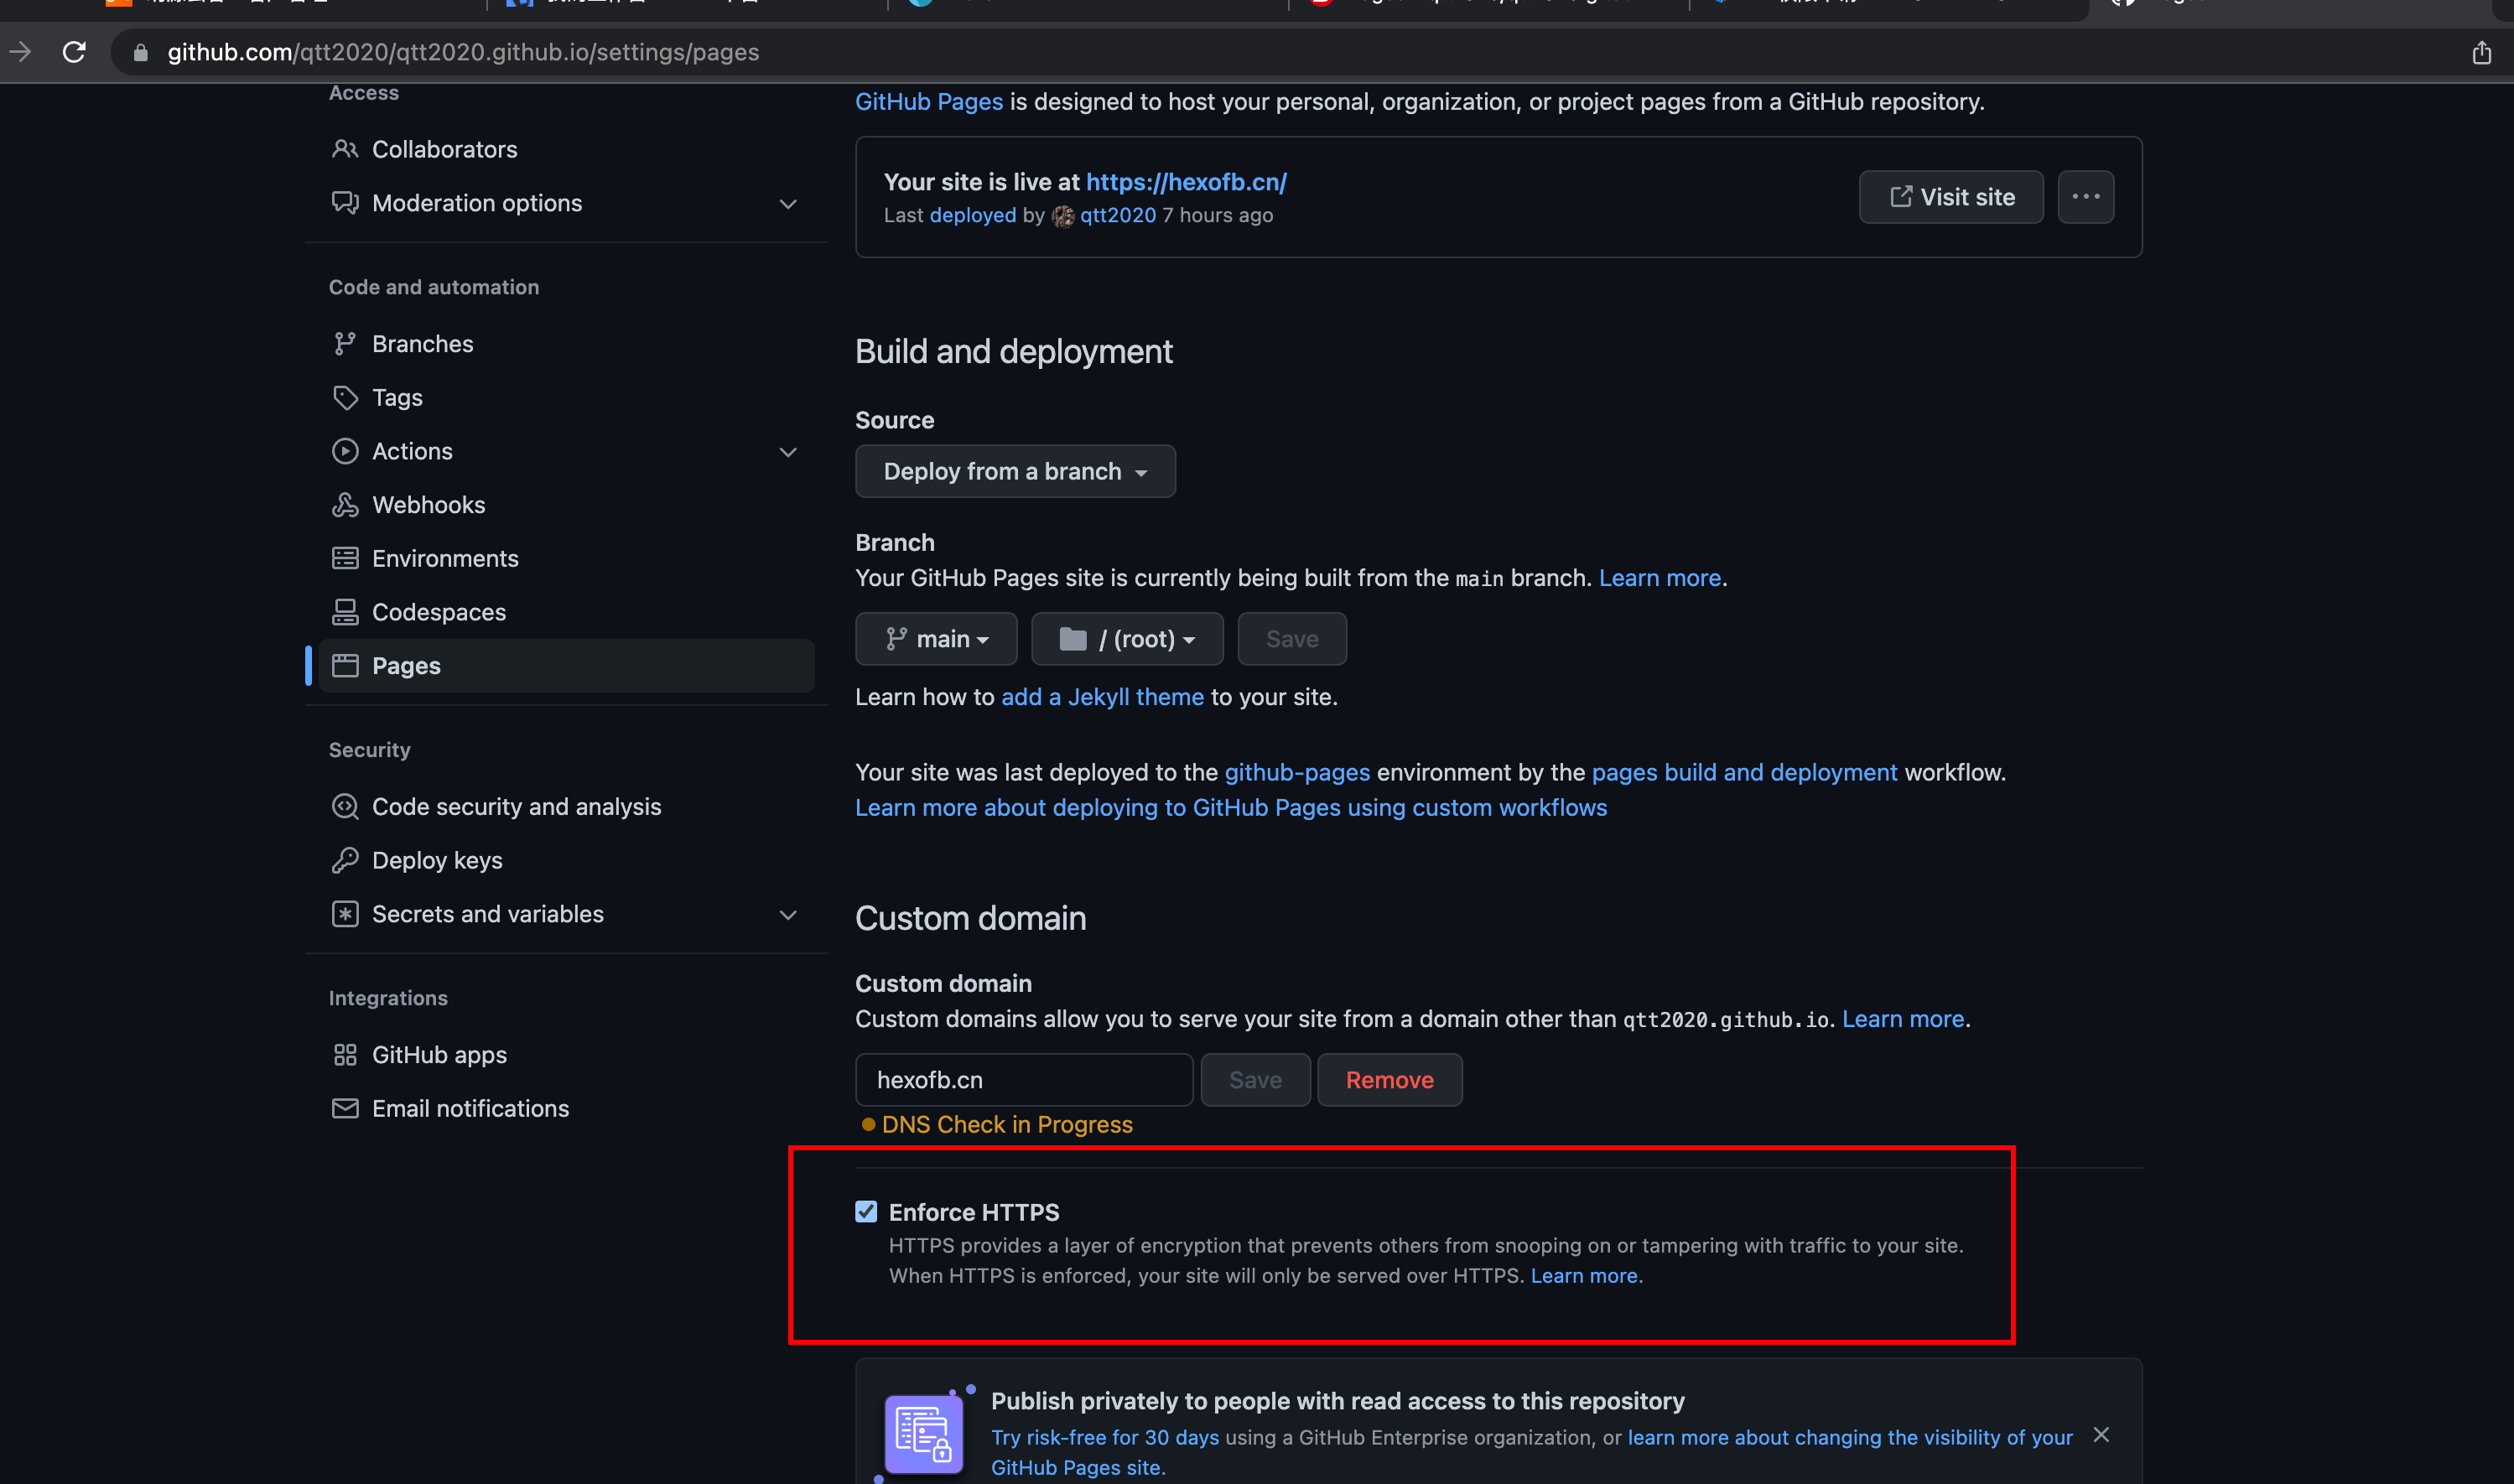 github.com/qtt2020/qtt2020.github.io/settings/pages
Access
Collaborators
Moderation options
Code and automation
Branches
Tags
Actions
Webhooks
Environments
Codespaces
Pages
Security
Code security and analysis
Deploy keys
Secrets and variables
Integrations
GitHub apps
Email notifications
GitHub Pages is designed to host your personal, organization, or project pages from a GitHub repository.
Your site is live at https://hexofb.cn/
Last deployed by qtt2020 7 hours ago
Visit site
Build and deployment
Source
Deploy from a branch
Branch
Your GitHub Pages site is currently being built from the main branch. Learn more.
main
/ (root)
Save
Learn how to add a Jekyll theme to your site.
Your site was last deployed to the github-pages environment by the pages build and deployment workflow.
Learn more about deploying to GitHub Pages using custom workflows
Custom domain
Custom domain
Custom domains allow you to serve your site from a domain other than qtt2020.github.io. Learn more.
hexofb.cn
Save
Remove
DNS Check in Progress
Enforce HTTPS
HTTPS provides a layer of encryption that prevents others from snooping on or tampering with traffic to your site.
When HTTPS is enforced, your site will only be served over HTTPS. Learn more.
Publish privately to people with read access to this repository
Try risk-free for 30 days using a GitHub Enterprise organization, or learn more about changing the visibility of your
GitHub Pages site.